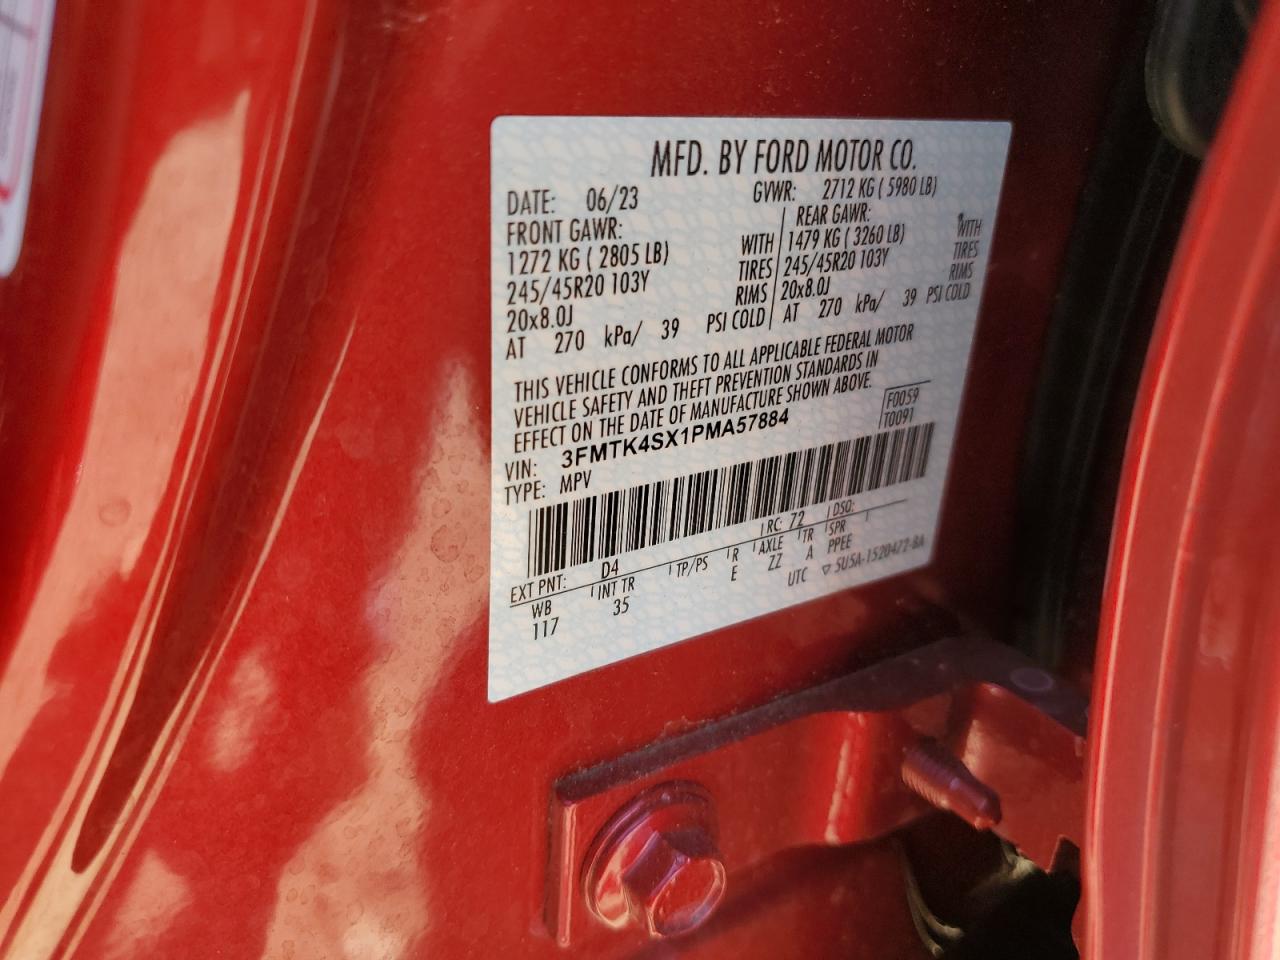 MFD. BY FORD MOTOR CO.
DATE: 06/23 GVWR: 2712 KG ( 5980 LB)
FRONT GAWR: REAR GAWR:
1272 KG ( 2805 LB) WITH 1479 KG ( 3260 LB) WITH
245/45R20 103Y TIRES 245/45R20 103Y TIRES
20x8.0J RIMS 20x8.0J RIMS
AT 270 kPa/ 39 PSI COLD AT 270 kPa/ 39 PSI COLD
THIS VEHICLE CONFORMS TO ALL APPLICABLE FEDERAL MOTOR
VEHICLE SAFETY AND THEFT PREVENTION STANDARDS IN
EFFECT ON THE DATE OF MANUFACTURE SHOWN ABOVE.
F0059
VIN: 3FMTK4SX1PMA57884 T0091
TYPE: MPV
EXT PNT: D4 RC: 72 DSO:
WB INT TR TP/PS R AXLE TR SPR
117 35 E ZZ A PPEE
UTC ▽ 5U5A-1520472-BA